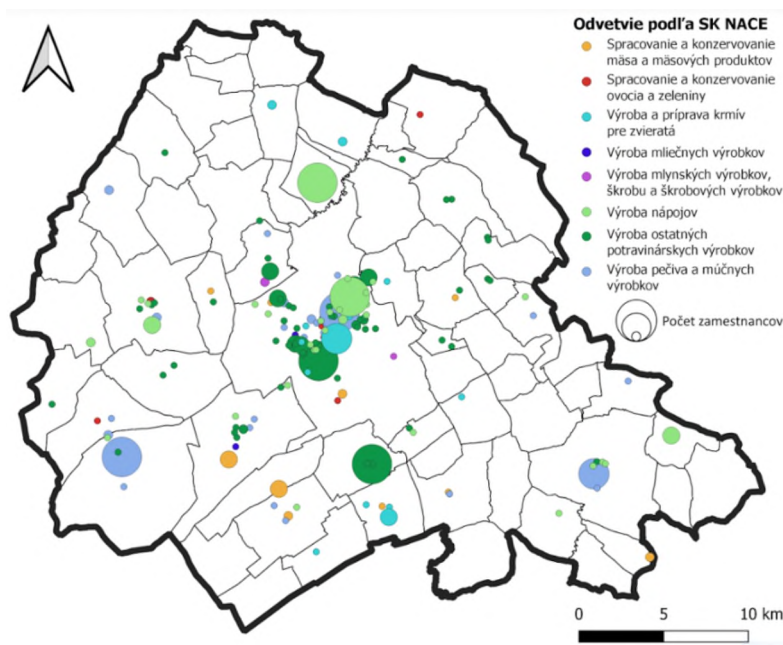 Odvetvie podľa SK NACE
Spracovanie a konzervovanie
mäsa a mäsových produktov
Spracovanie a konzervovanie
ovocia a zeleniny
Výroba a príprava krmív
pre zvieratá
Výroba mliečnych výrobkov
Výroba mlynských výrobkov,
škrobu a škrobových výrobkov
Výroba nápojov
Výroba ostatných
potravinárskych výrobkov
Výroba pečiva a múčnych
výrobkov
Počet zamestnancov
0 5 10 km